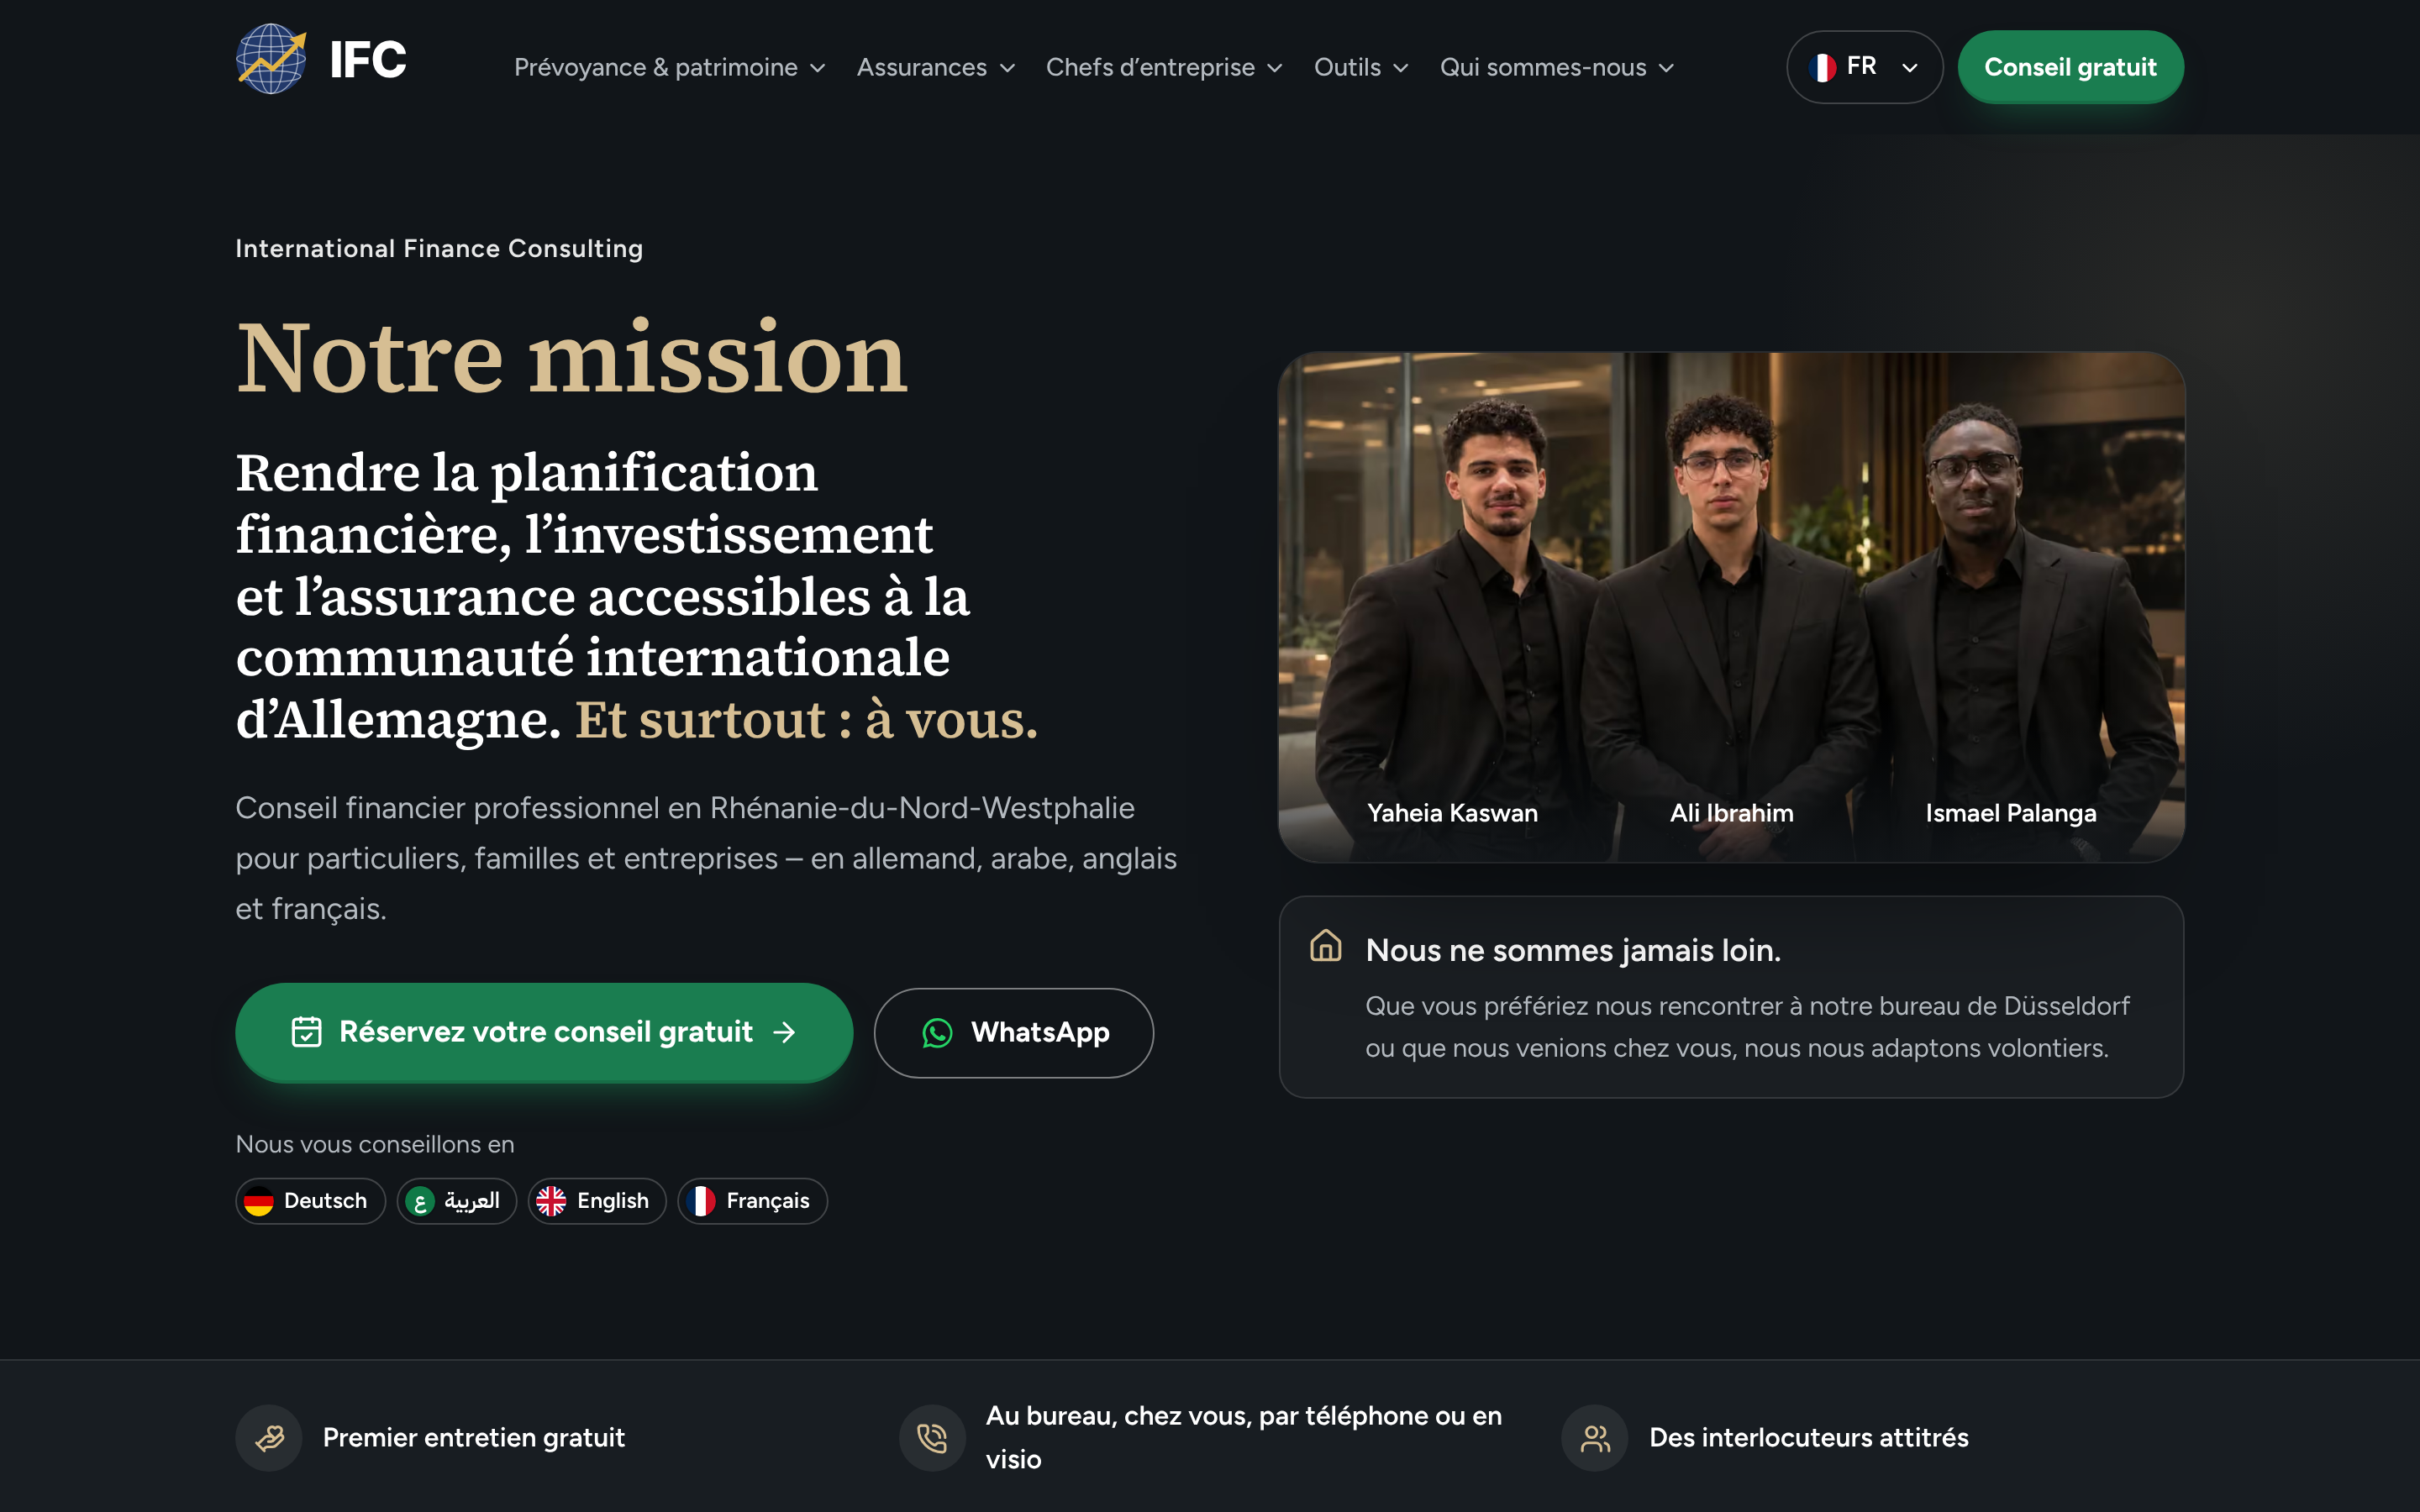 IFC
Prévoyance & patrimoine
Assurances
Chefs d’entreprise
Outils
Qui sommes-nous
FR
Conseil gratuit
International Finance Consulting
Notre mission
Rendre la planification
financière, l’investissement
et l’assurance accessibles à la
communauté internationale
d’Allemagne. Et surtout : à vous.
Conseil financier professionnel en Rhénanie-du-Nord-Westphalie
pour particuliers, familles et entreprises – en allemand, arabe, anglais
et français.
Réservez votre conseil gratuit
WhatsApp
Nous vous conseillons en
Deutsch
ع العربية
English
Français
Yaheia Kaswan
Ali Ibrahim
Ismael Palanga
Nous ne sommes jamais loin.
Que vous préfériez nous rencontrer à notre bureau de Düsseldorf
ou que nous venions chez vous, nous nous adaptons volontiers.
Premier entretien gratuit
Au bureau, chez vous, par téléphone ou en
visio
Des interlocuteurs attitrés